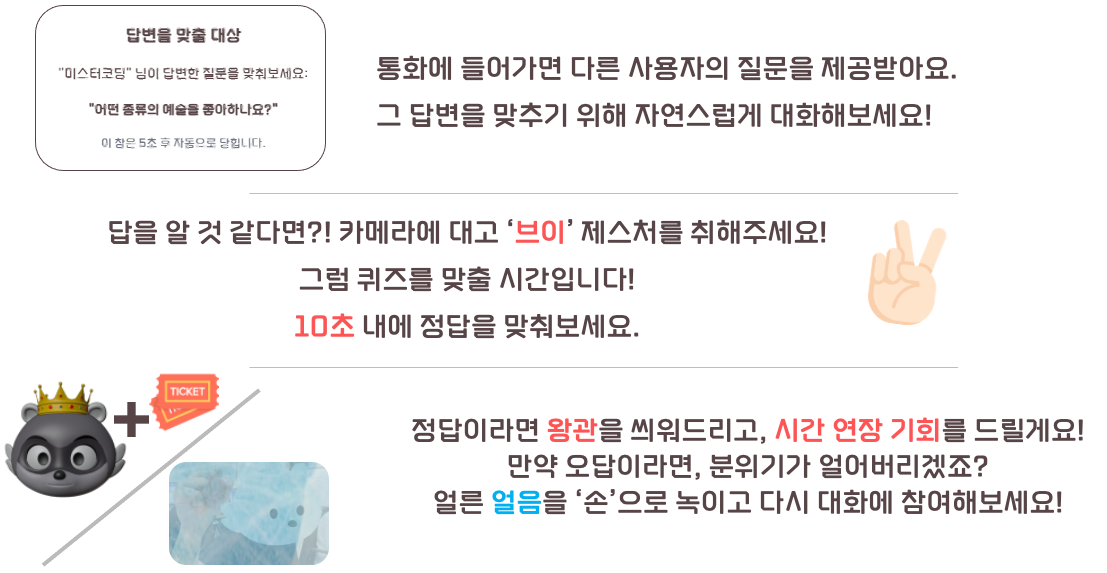 답변을 맞출 대상
"미스터코딩" 님이 답변한 질문을 맞춰보세요:
"어떤 종류의 예술을 좋아하나요?"
이 창은 5초 후 자동으로 닫힙니다.
통화에 들어가면 다른 사용자의 질문을 제공받아요.
그 답변을 맞추기 위해 자연스럽게 대화해보세요!
답을 알 것 같다면?! 카메라에 대고 ‘브이’ 제스처를 취해주세요!
그럼 퀴즈를 맞출 시간입니다!
10초 내에 정답을 맞춰보세요.
TICKET
정답이라면 왕관을 씌워드리고, 시간 연장 기회를 드릴게요!
만약 오답이라면, 분위기가 얼어버리겠죠?
얼른 얼음을 ‘손’으로 녹이고 다시 대화에 참여해보세요!